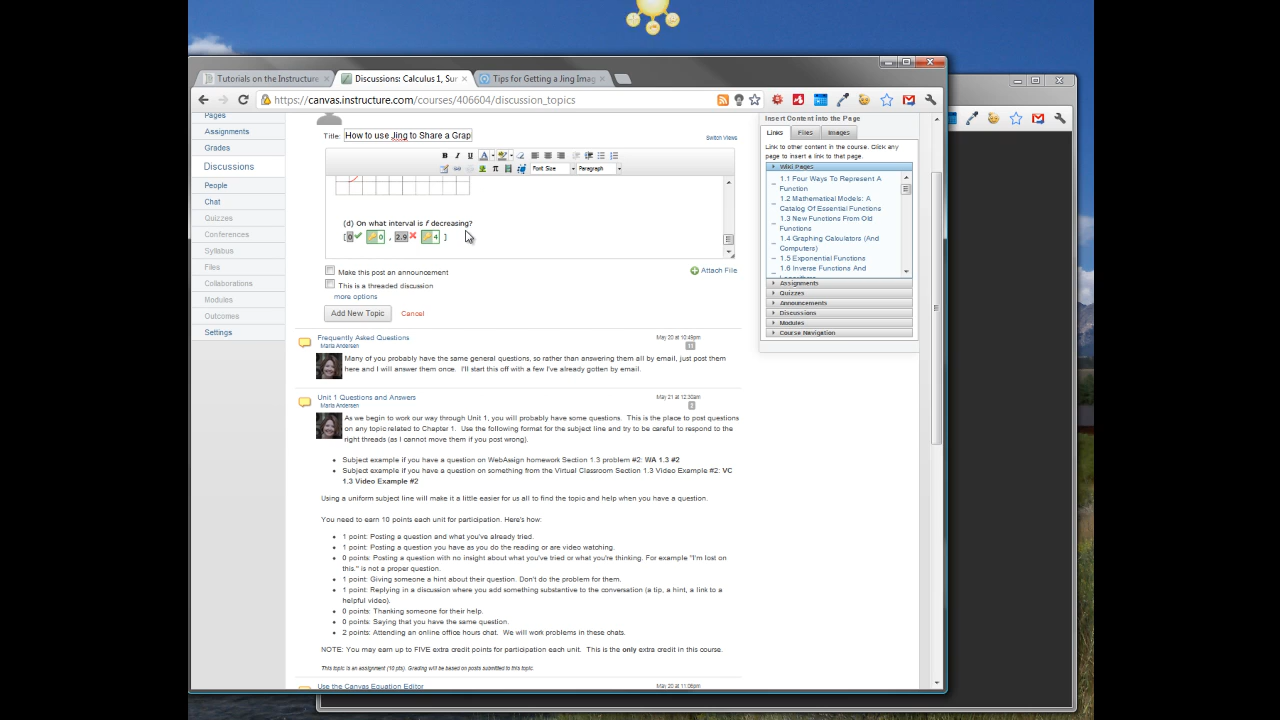 Tutorials on the Instructure
Discussions: Calculus 1, Sur
Tips for Getting a Jing Imag
https://canvas.instructure.com/courses/406604/discussion_topics
Pages
Assignments
Grades
Discussions
People
Chat
Quizzes
Conferences
Syllabus
Files
Collaborations
Modules
Outcomes
Settings
Title: How to use Jing to Share a Grap
Switch Views
B I U A
Font Size
Paragraph
(d) On what interval is f decreasing?
[ 0 0 , 2.9 4 ]
Make this post an announcement
This is a threaded discussion
more options
Attach File
Add New Topic
Cancel
Frequently Asked Questions
Maria Andersen
May 20 at 10:49pm
11
Many of you probably have the same general questions, so rather than answering them all by email, just post them
here and I will answer them once. I'll start this off with a few I've already gotten by email.
Unit 1 Questions and Answers
Maria Andersen
May 21 at 12:30am
As we begin to work our way through Unit 1, you will probably have some questions. This is the place to post questions
on any topic related to Chapter 1. Use the following format for the subject line and try to be careful to respond to the
right threads (as I cannot move them if you post wrong).
Subject example if you have a question on WebAssign homework Section 1.3 problem #2: WA 1.3 #2
Subject example if you have a question on something from the Virtual Classroom Section 1.3 Video Example #2: VC
1.3 Video Example #2
Using a uniform subject line will make it a little easier for us all to find the topic and help when you have a question.
You need to earn 10 points each unit for participation. Here's how:
1 point: Posting a question and what you've already tried.
1 point: Posting a question you have as you do the reading or are video watching.
0 points: Posting a question with no insight about what you've tried or what you're thinking. For example "I'm lost on
this." is not a proper question.
1 point: Giving someone a hint about their question. Don't do the problem for them.
1 point: Replying in a discussion where you add something substantive to the conversation (a tip, a hint, a link to a
helpful video).
0 points: Thanking someone for their help.
0 points: Saying that you have the same question.
2 points: Attending an online office hours chat. We will work problems in these chats.
NOTE: You may earn up to FIVE extra credit points for participation each unit. This is the only extra credit in this course.
This topic is an assignment (10 pts). Grading will be based on posts submitted to this topic.
Use the Canvas Equation Editor
May 20 at 11:06pm
Insert Content into the Page
Links
Files
Images
Link to other content in the course. Click any
page to insert a link to that page.
Wiki Pages
1.1 Four Ways To Represent A
Function
1.2 Mathematical Models: A
Catalog Of Essential Functions
1.3 New Functions From Old
Functions
1.4 Graphing Calculators (And
Computers)
1.5 Exponential Functions
1.6 Inverse Functions And
Assignments
Quizzes
Announcements
Discussions
Modules
Course Navigation